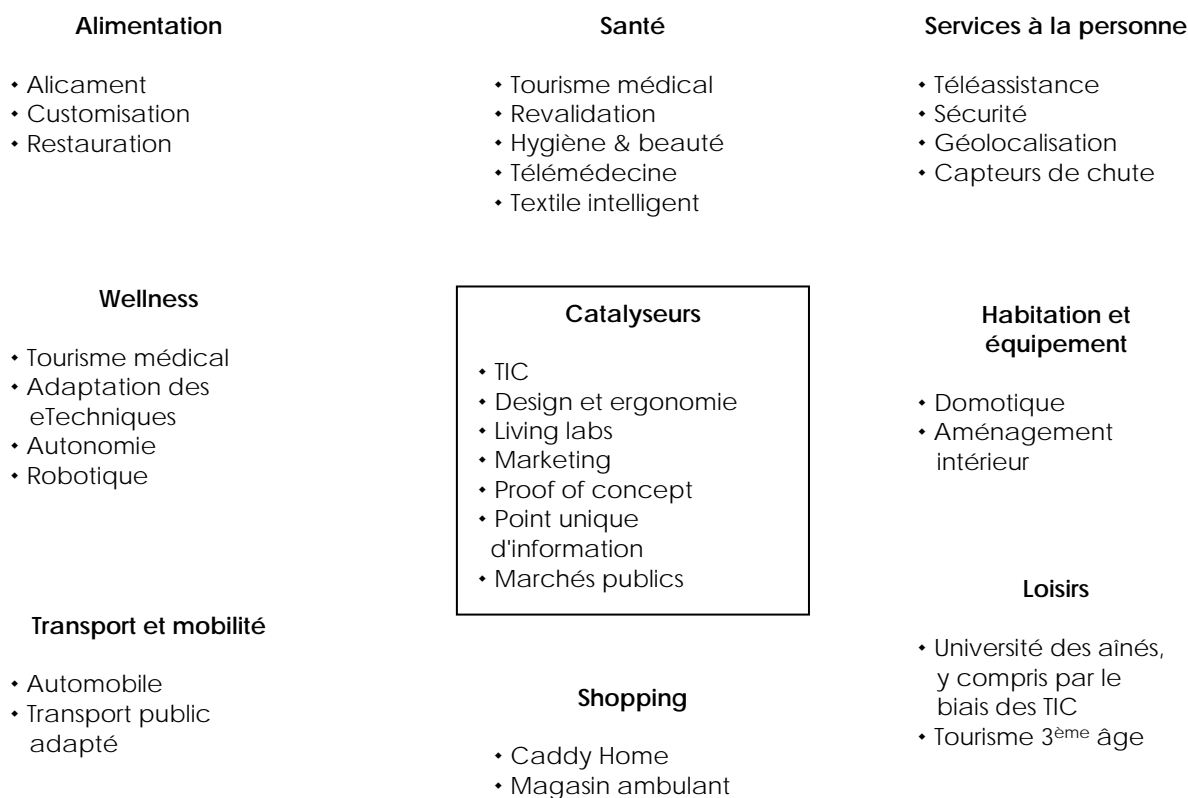 Alimentation
• Alicament
• Customisation
• Restauration
Santé
• Tourisme médical
• Revalidation
• Hygiène & beauté
• Télémédecine
• Textile intelligent
Services à la personne
• Téléassistance
• Sécurité
• Géolocalisation
• Capteurs de chute
Wellness
• Tourisme médical
• Adaptation des
eTechniques
• Autonomie
• Robotique
Catalyseurs
• TIC
• Design et ergonomie
• Living labs
• Marketing
• Proof of concept
• Point unique
d'information
• Marchés publics
Habitation et
équipement
• Domotique
• Aménagement
intérieur
Transport et mobilité
• Automobile
• Transport public
adapté
Shopping
• Caddy Home
• Magasin ambulant
Loisirs
• Université des aînés,
y compris par le
biais des TIC
• Tourisme 3ème âge